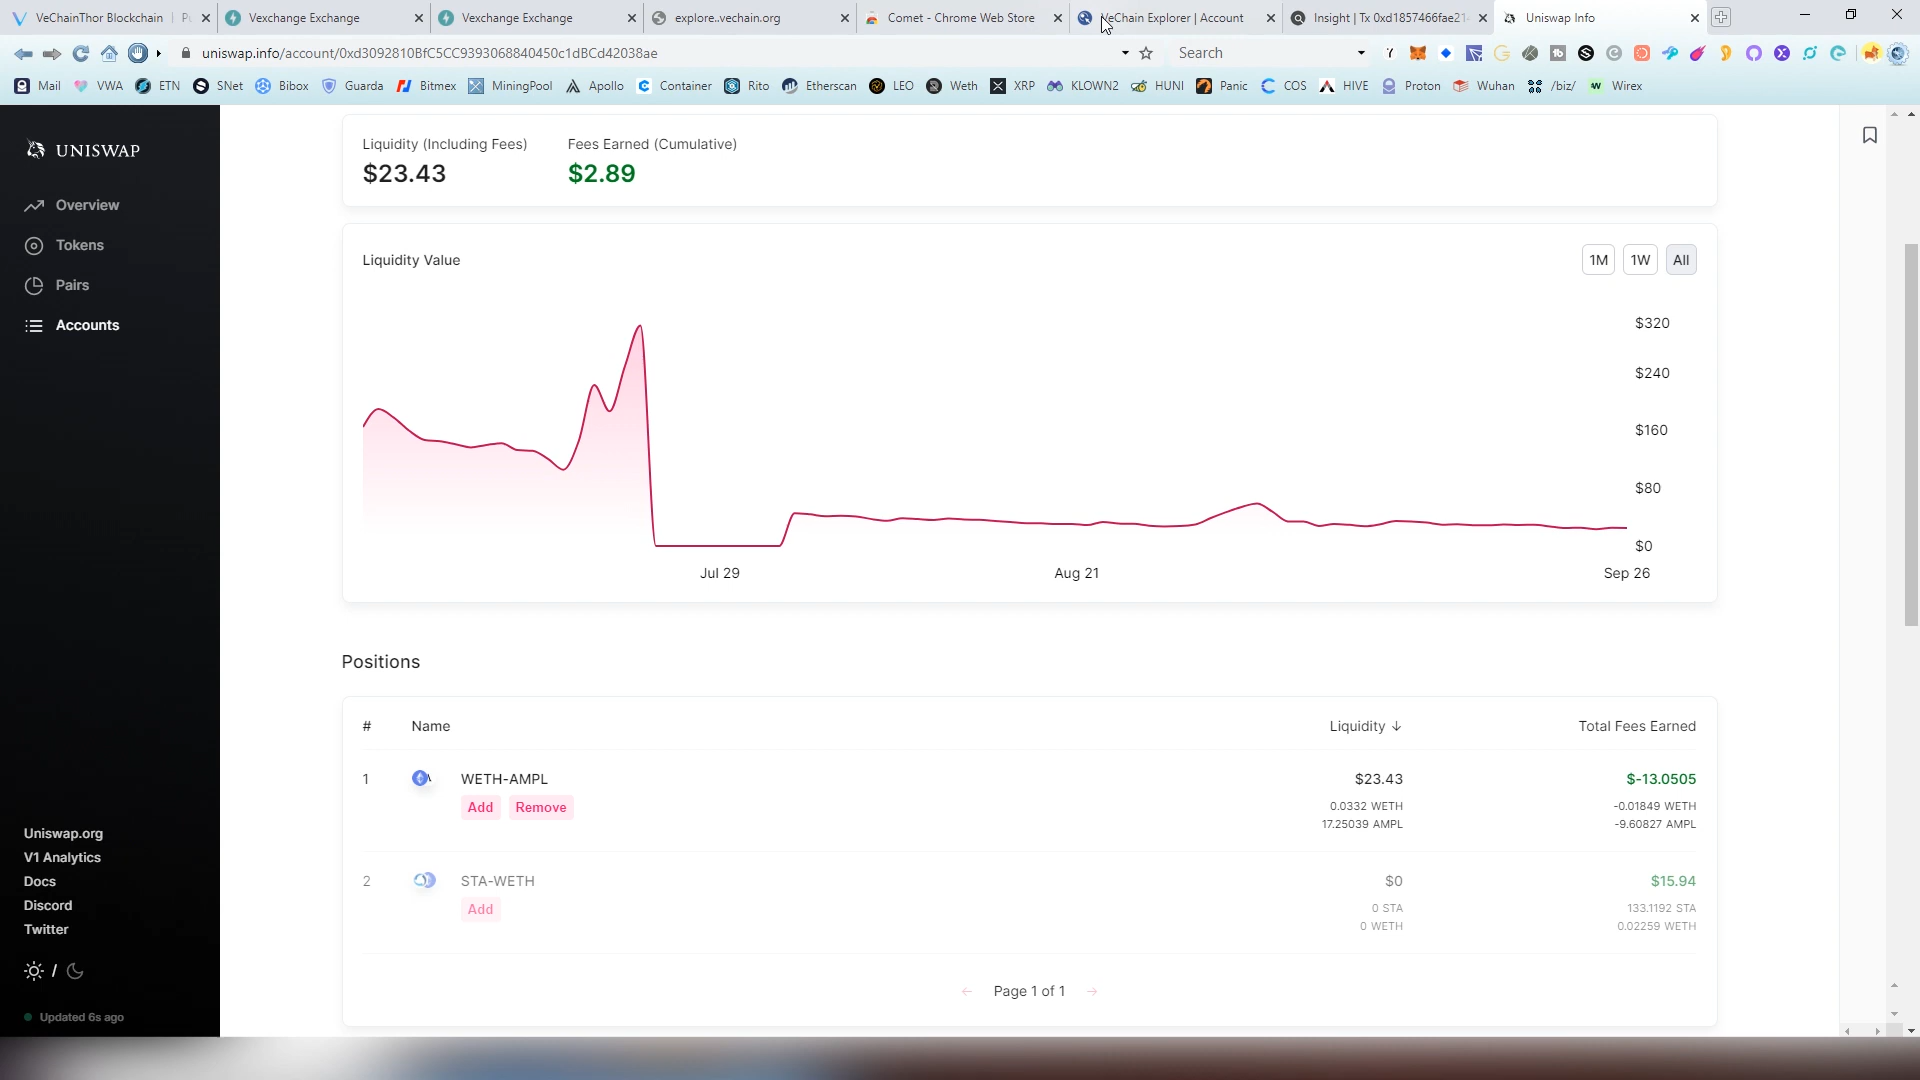 VeChainThor Blockchain
Vexchange Exchange
Vexchange Exchange
explore..vechain.org
Comet - Chrome Web Store
VeChain Explorer | Account
Insight | Tx 0xd1857466fae21
Uniswap Info
uniswap.info/account/0xd3092810BfC5CC9393068840450c1dBCd42038ae
Search
Mail
VWA
ETN
SNet
Bibox
Guarda
Bitmex
MiningPool
Apollo
Container
Rito
Etherscan
LEO
Weth
XRP
KLOWN2
HUNI
Panic
COS
HIVE
Proton
Wuhan
/biz/
Wirex
UNISWAP
Overview
Tokens
Pairs
Accounts
Uniswap.org
V1 Analytics
Docs
Discord
Twitter
/
Updated 6s ago
Liquidity (Including Fees)
$23.43
Fees Earned (Cumulative)
$2.89
Liquidity Value
1M
1W
All
$320
$240
$160
$80
$0
Jul 29
Aug 21
Sep 26
Positions
# Name Liquidity ↓ Total Fees Earned
1 WETH-AMPL $23.43 $-13.0505
Add Remove 0.0332 WETH -0.01849 WETH
17.25039 AMPL -9.60827 AMPL
2 STA-WETH $0 $15.94
Add 0 STA 133.1192 STA
0 WETH 0.02259 WETH
← Page 1 of 1 →